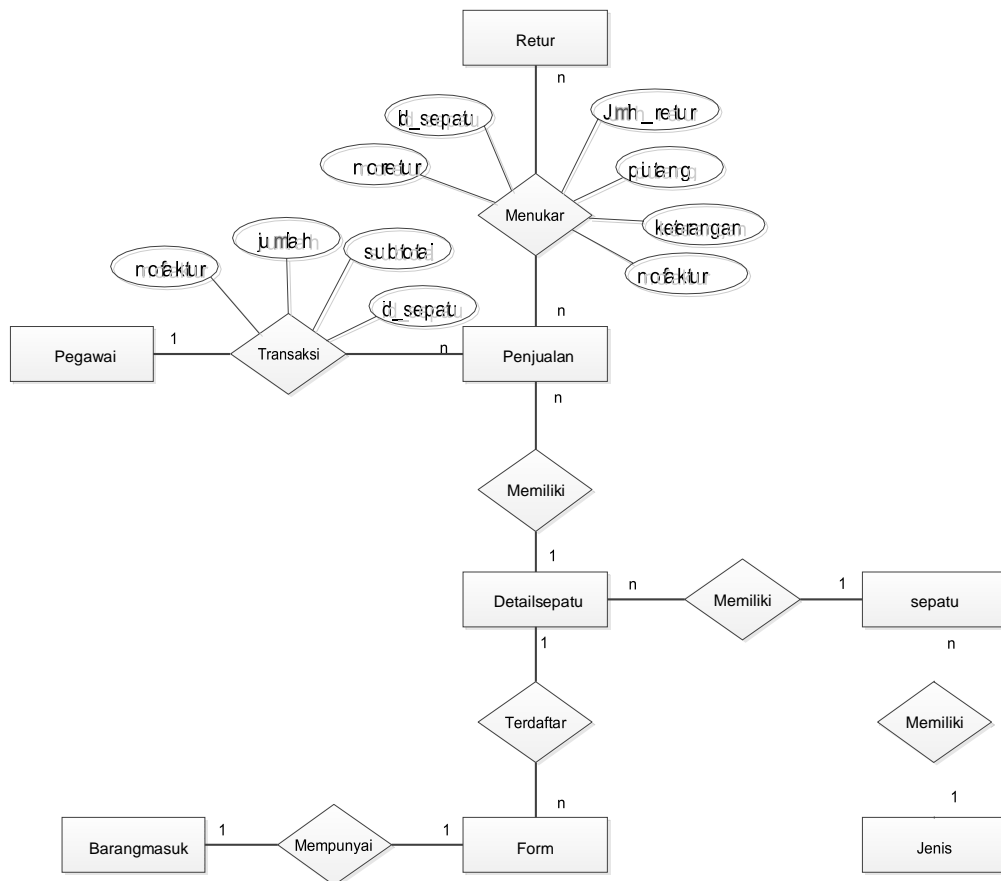 Retur
n
id_sepatu
Jmh_retur
noretur
piutang
Menukar
keterangan
jumlah
subtotal
nofaktur
nofaktur
id_sepatu
n
1
Pegawai
Transaksi
n
Penjualan
n
Memiliki
1
Detailsepatu
n
Memiliki
1
sepatu
1
n
Terdaftar
Memiliki
n
1
Barangmasuk
1
Mempunyai
1
Form
Jenis